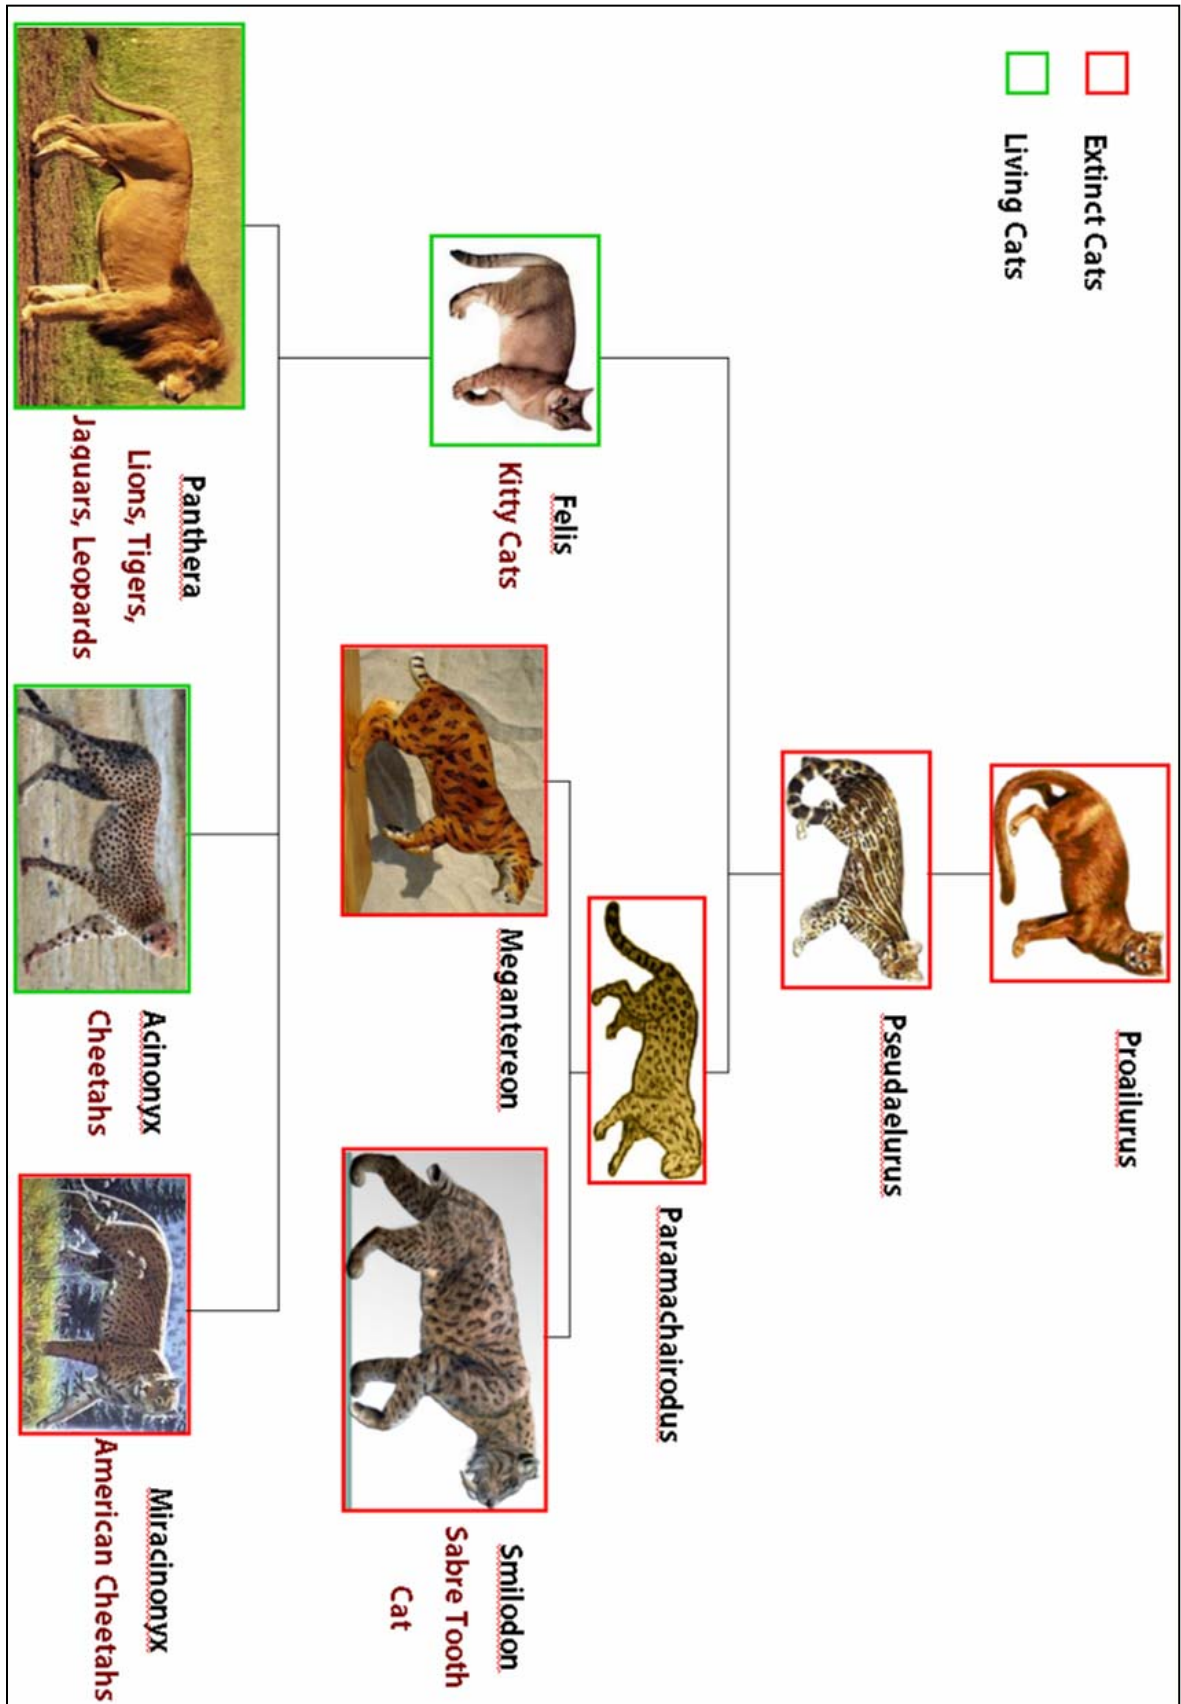 Extinct Cats
Living Cats
Proailurus
Pseudaelurus
Paramachairodus
Felis
Kitty Cats
Megantereon
Smilodon
Sabre Tooth
Cat
Panthera
Lions, Tigers,
Jaguars, Leopards
Acinonyx
Cheetahs
Miracinonyx
American Cheetahs